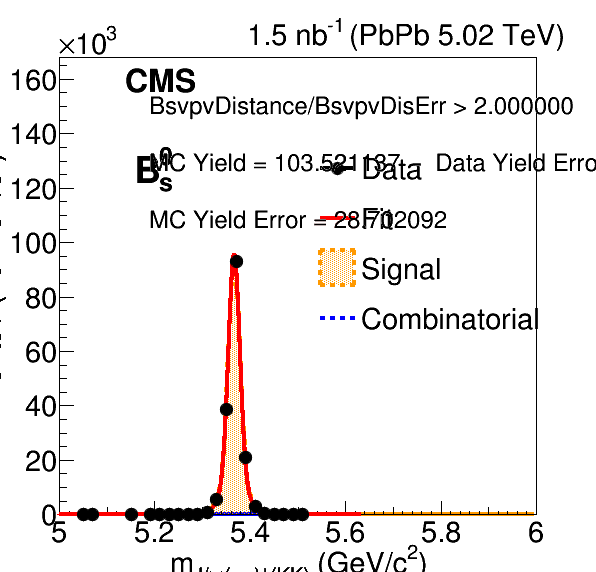 ×10³
1.5 nb⁻¹ (PbPb 5.02 TeV)
CMS
BsvpvDistance/BsvpvDisErr > 2.000000
B⁰s
MC Yield = 103.521137 - Data Yield Erro
Data
MC Yield Error = 28.702092
Fit
Signal
Combinatorial
160
140
120
100
80
60
40
20
0
5 5.2 5.4 5.6 5.8 6
m (GeV/c²)